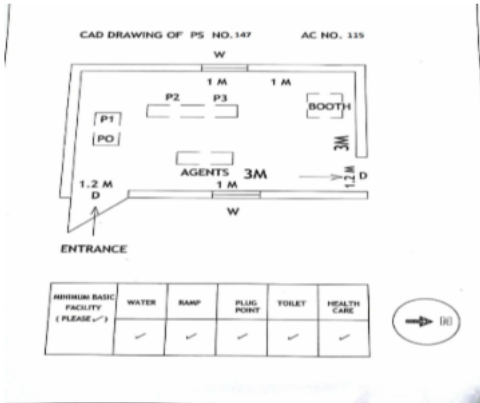 CAD DRAWING OF PS NO.147 AC NO. 115
W
1 M 1 M
P2 P3
BOOTH
P1
PO
3M
AGENTS 3M
1.2 M 1 M 1.2 M D
D
W
ENTRANCE
MINIMUM BASIC FACILITY ( PLEASE ✓ ) WATER RAMP PLUG POINT TOILET HEALTH CARE
✓ ✓ ✓ ✓ ✓